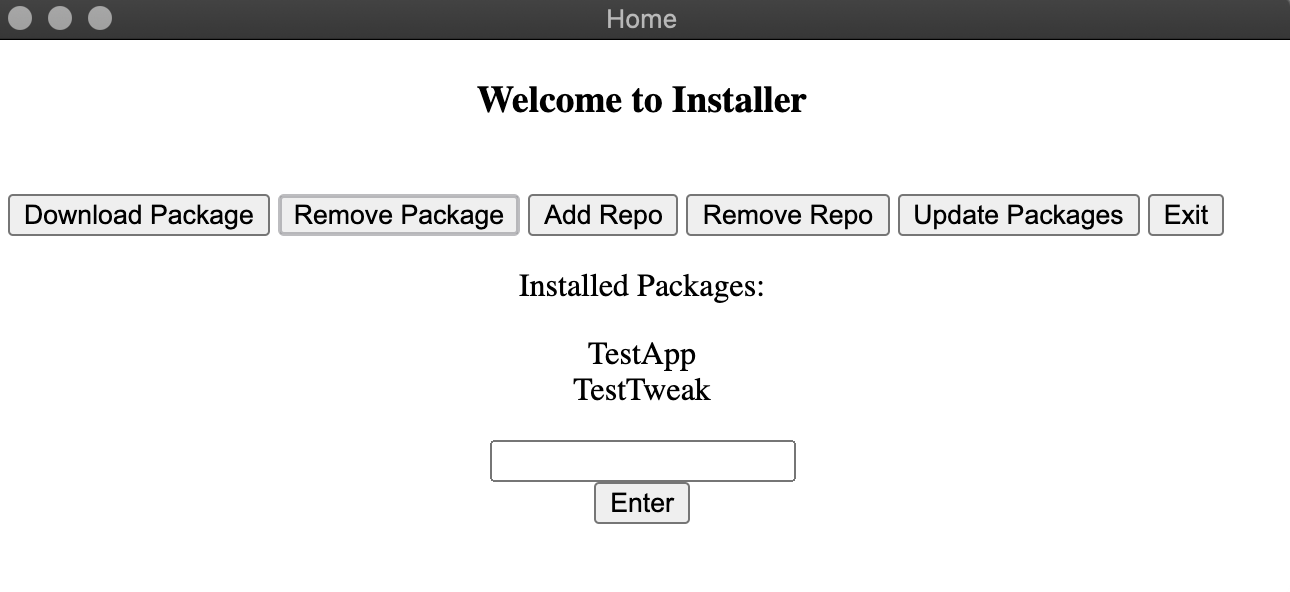 Home
Welcome to Installer
Download Package Remove Package Add Repo Remove Repo Update Packages Exit
Installed Packages:
TestApp
TestTweak
Enter